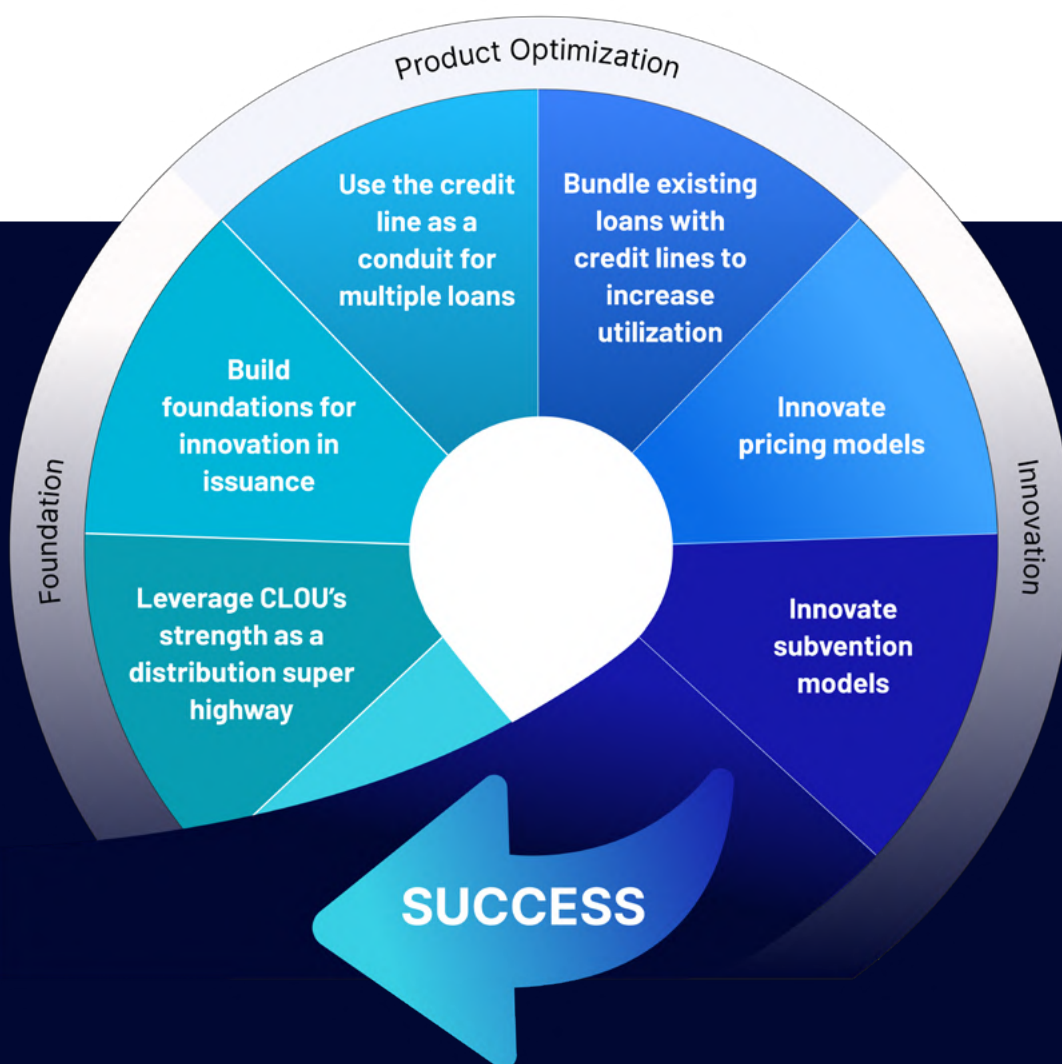 Product Optimization
Use the credit
line as a
conduit for
multiple loans
Bundle existing
loans with
credit lines to
increase
utilization
Build
foundations for
innovation in
issuance
Innovate
pricing models
Foundation
Innovation
Leverage CLOU’s
strength as a
distribution super
highway
Innovate
subvention
models
SUCCESS